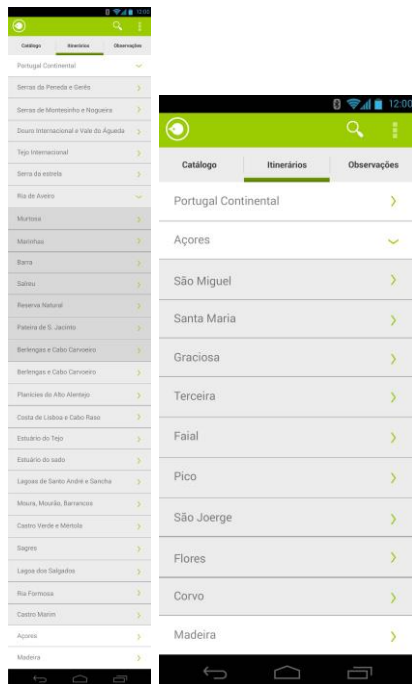 12:00
Catálogo Itinerários Observações
Portugal Continental
Serras da Peneda e Gerês
Serras de Montesinho e Nogueira
Douro Internacional e Vale do Águeda
Tejo Internacional
Serra da estrela
Ria de Aveiro
Murtosa
Marinhas
Barra
Salreu
Reserva Natural
Pateira de S. Jacinto
Berlengas e Cabo Carvoeiro
Berlengas e Cabo Carvoeiro
Planícies do Alto Alentejo
Costa de Lisboa e Cabo Raso
Estuário do Tejo
Estuário do sado
Lagoas de Santo André e Sancha
Moura, Mourão, Barrancos
Castro Verde e Mértola
Sagres
Lagoa dos Salgados
Ria Formosa
Castro Marim
Açores
Madeira
12:00
Catálogo Itinerários Observações
Portugal Continental
Açores
São Miguel
Santa Maria
Graciosa
Terceira
Faial
Pico
São Joerge
Flores
Corvo
Madeira